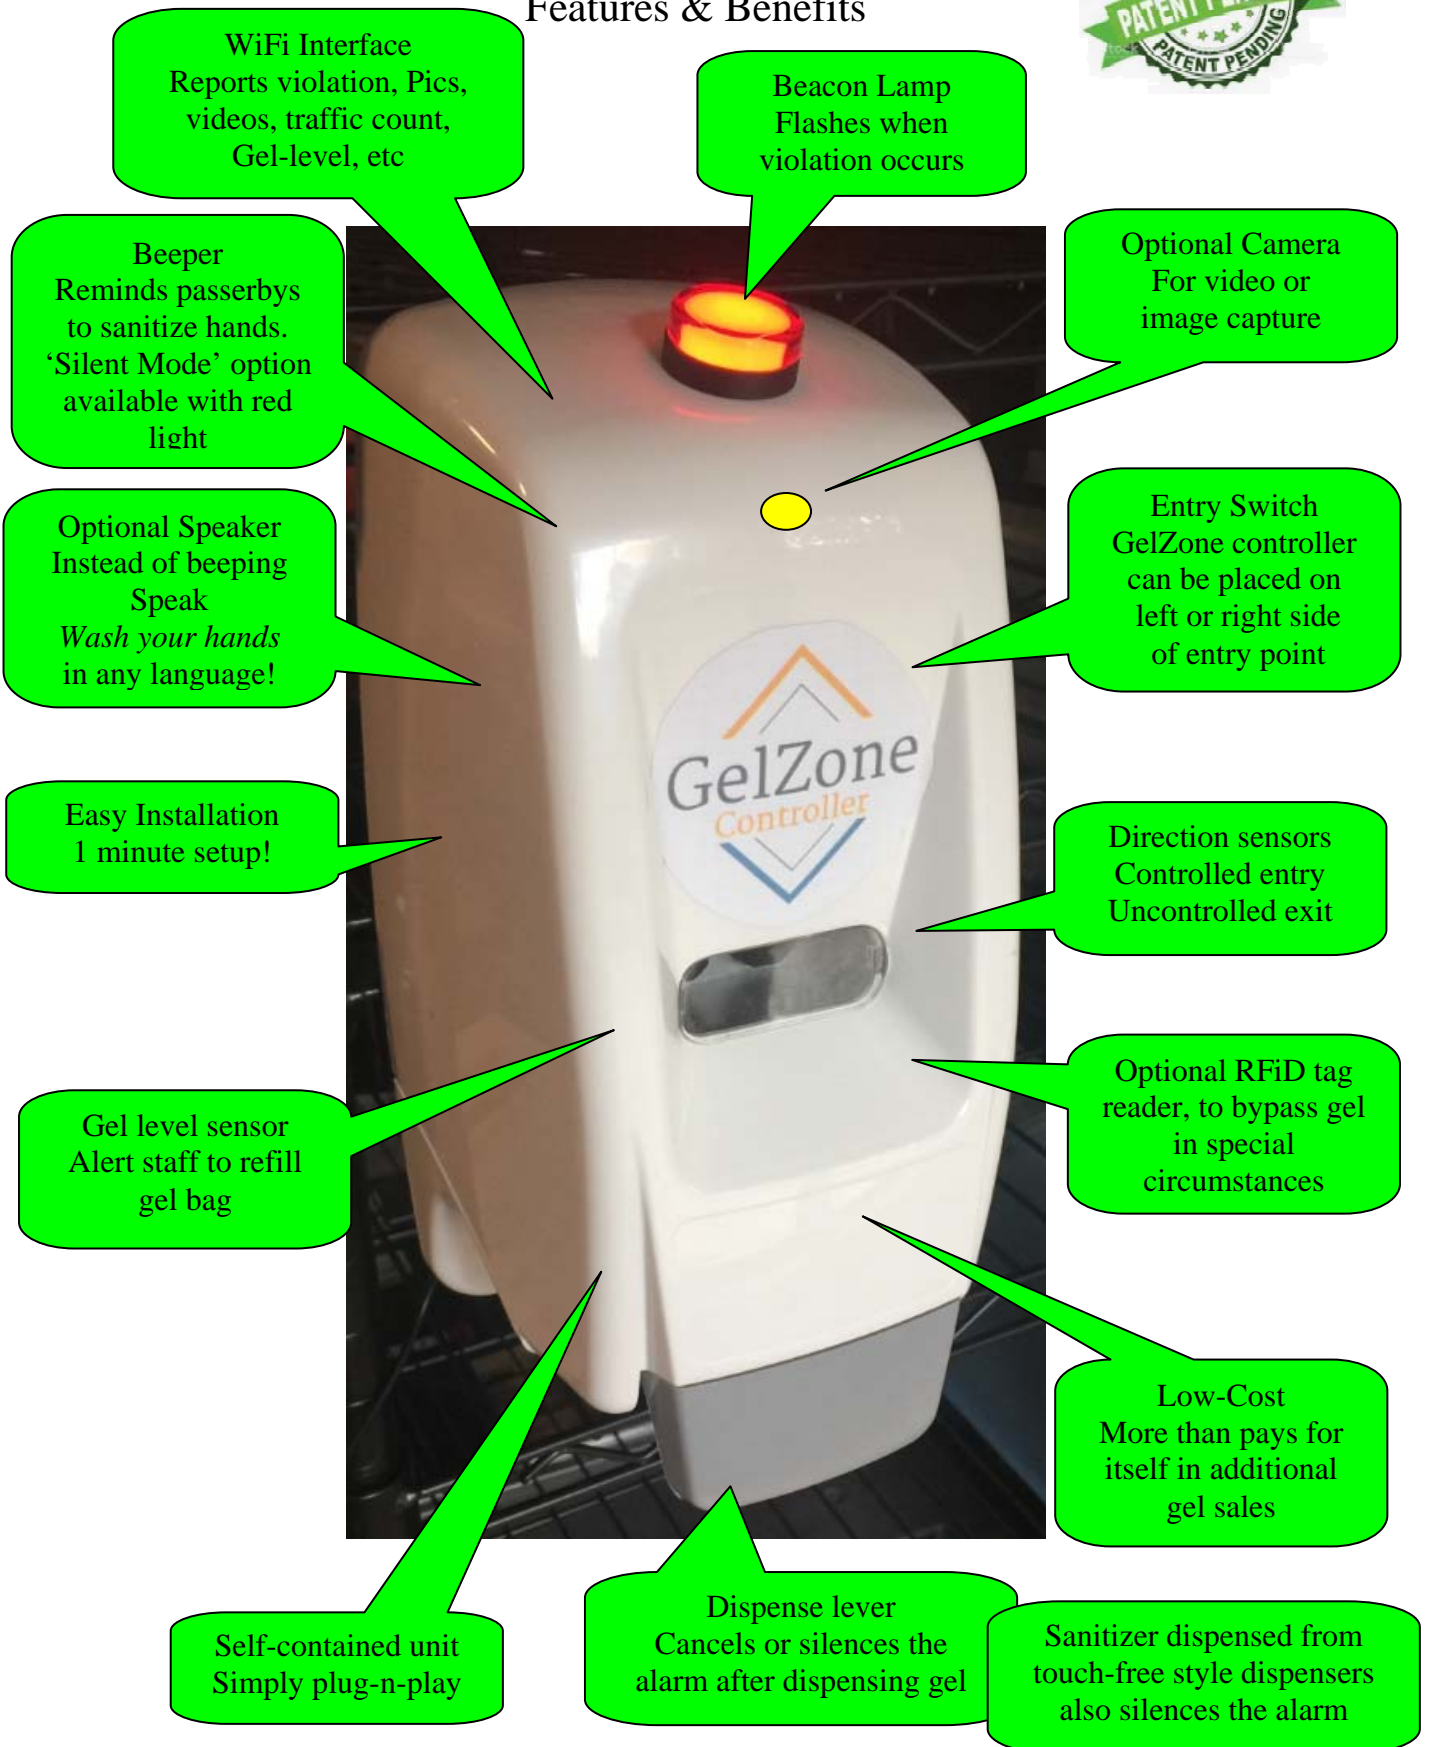 Features & Benefits
PATENT PE
PATENT PENDING
WiFi Interface
Reports violation, Pics,
videos, traffic count,
Gel-level, etc
Beacon Lamp
Flashes when
violation occurs
Beeper
Reminds passerbys
to sanitize hands.
‘Silent Mode’ option
available with red
light
Optional Camera
For video or
image capture
Optional Speaker
Instead of beeping
Speak
Wash your hands
in any language!
Entry Switch
GelZone controller
can be placed on
left or right side
of entry point
GelZone
Controller
Easy Installation
1 minute setup!
Direction sensors
Controlled entry
Uncontrolled exit
Gel level sensor
Alert staff to refill
gel bag
Optional RFiD tag
reader, to bypass gel
in special
circumstances
Low-Cost
More than pays for
itself in additional
gel sales
Self-contained unit
Simply plug-n-play
Dispense lever
Cancels or silences the
alarm after dispensing gel
Sanitizer dispensed from
touch-free style dispensers
also silences the alarm